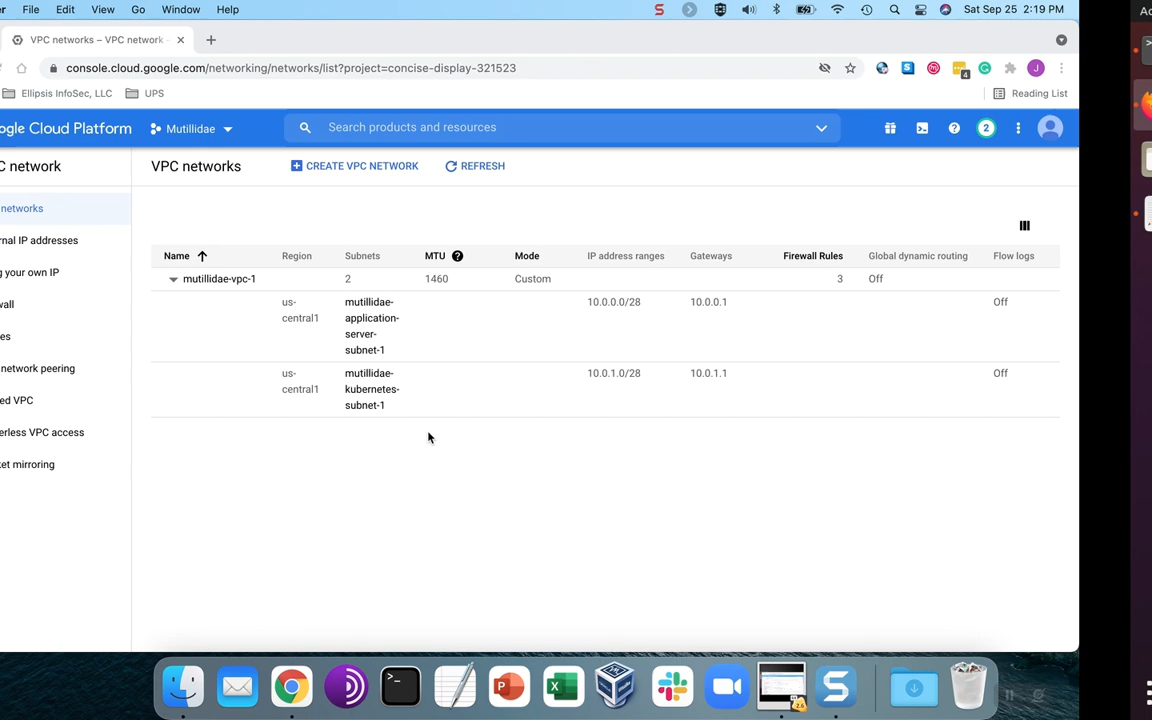 er File Edit View Go Window Help Sat Sep 25 2:19 PM
VPC networks – VPC network
console.cloud.google.com/networking/networks/list?project=concise-display-321523
4
J
Ellipsis InfoSec, LLC UPS Reading List
ogle Cloud Platform Mutillidae Search products and resources 2
C network VPC networks CREATE VPC NETWORK REFRESH
networks
rnal IP addresses
g your own IP
wall
es
network peering
ed VPC
erless VPC access
ket mirroring
Name Region Subnets MTU Mode IP address ranges Gateways Firewall Rules Global dynamic routing Flow logs
mutillidae-vpc-1 2 1460 Custom 3 Off
us-central1 mutillidae-application-server-subnet-1 10.0.0.0/28 10.0.0.1 Off
us-central1 mutillidae-kubernetes-subnet-1 10.0.1.0/28 10.0.1.1 Off
Ac